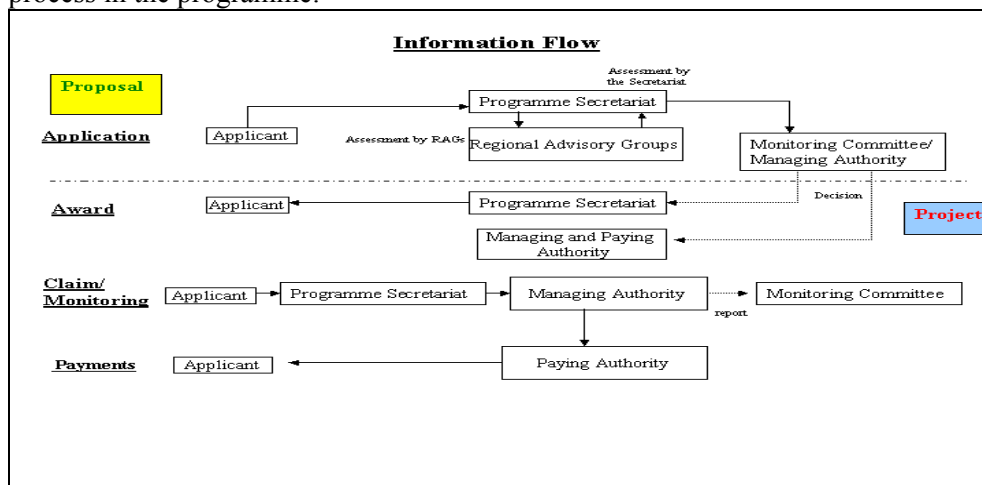 process in the programme.
Information Flow
Proposal
Assessment by
the Secretariat
Programme Secretariat
Application
Applicant
Assessment by RAGs
Regional Advisory Groups
Monitoring Committee/
Managing Authority
Award
Applicant
Programme Secretariat
Decision
Project
Managing and Paying
Authority
Claim/
Monitoring
Applicant
Programme Secretariat
Managing Authority
report
Monitoring Committee
Payments
Applicant
Paying Authority